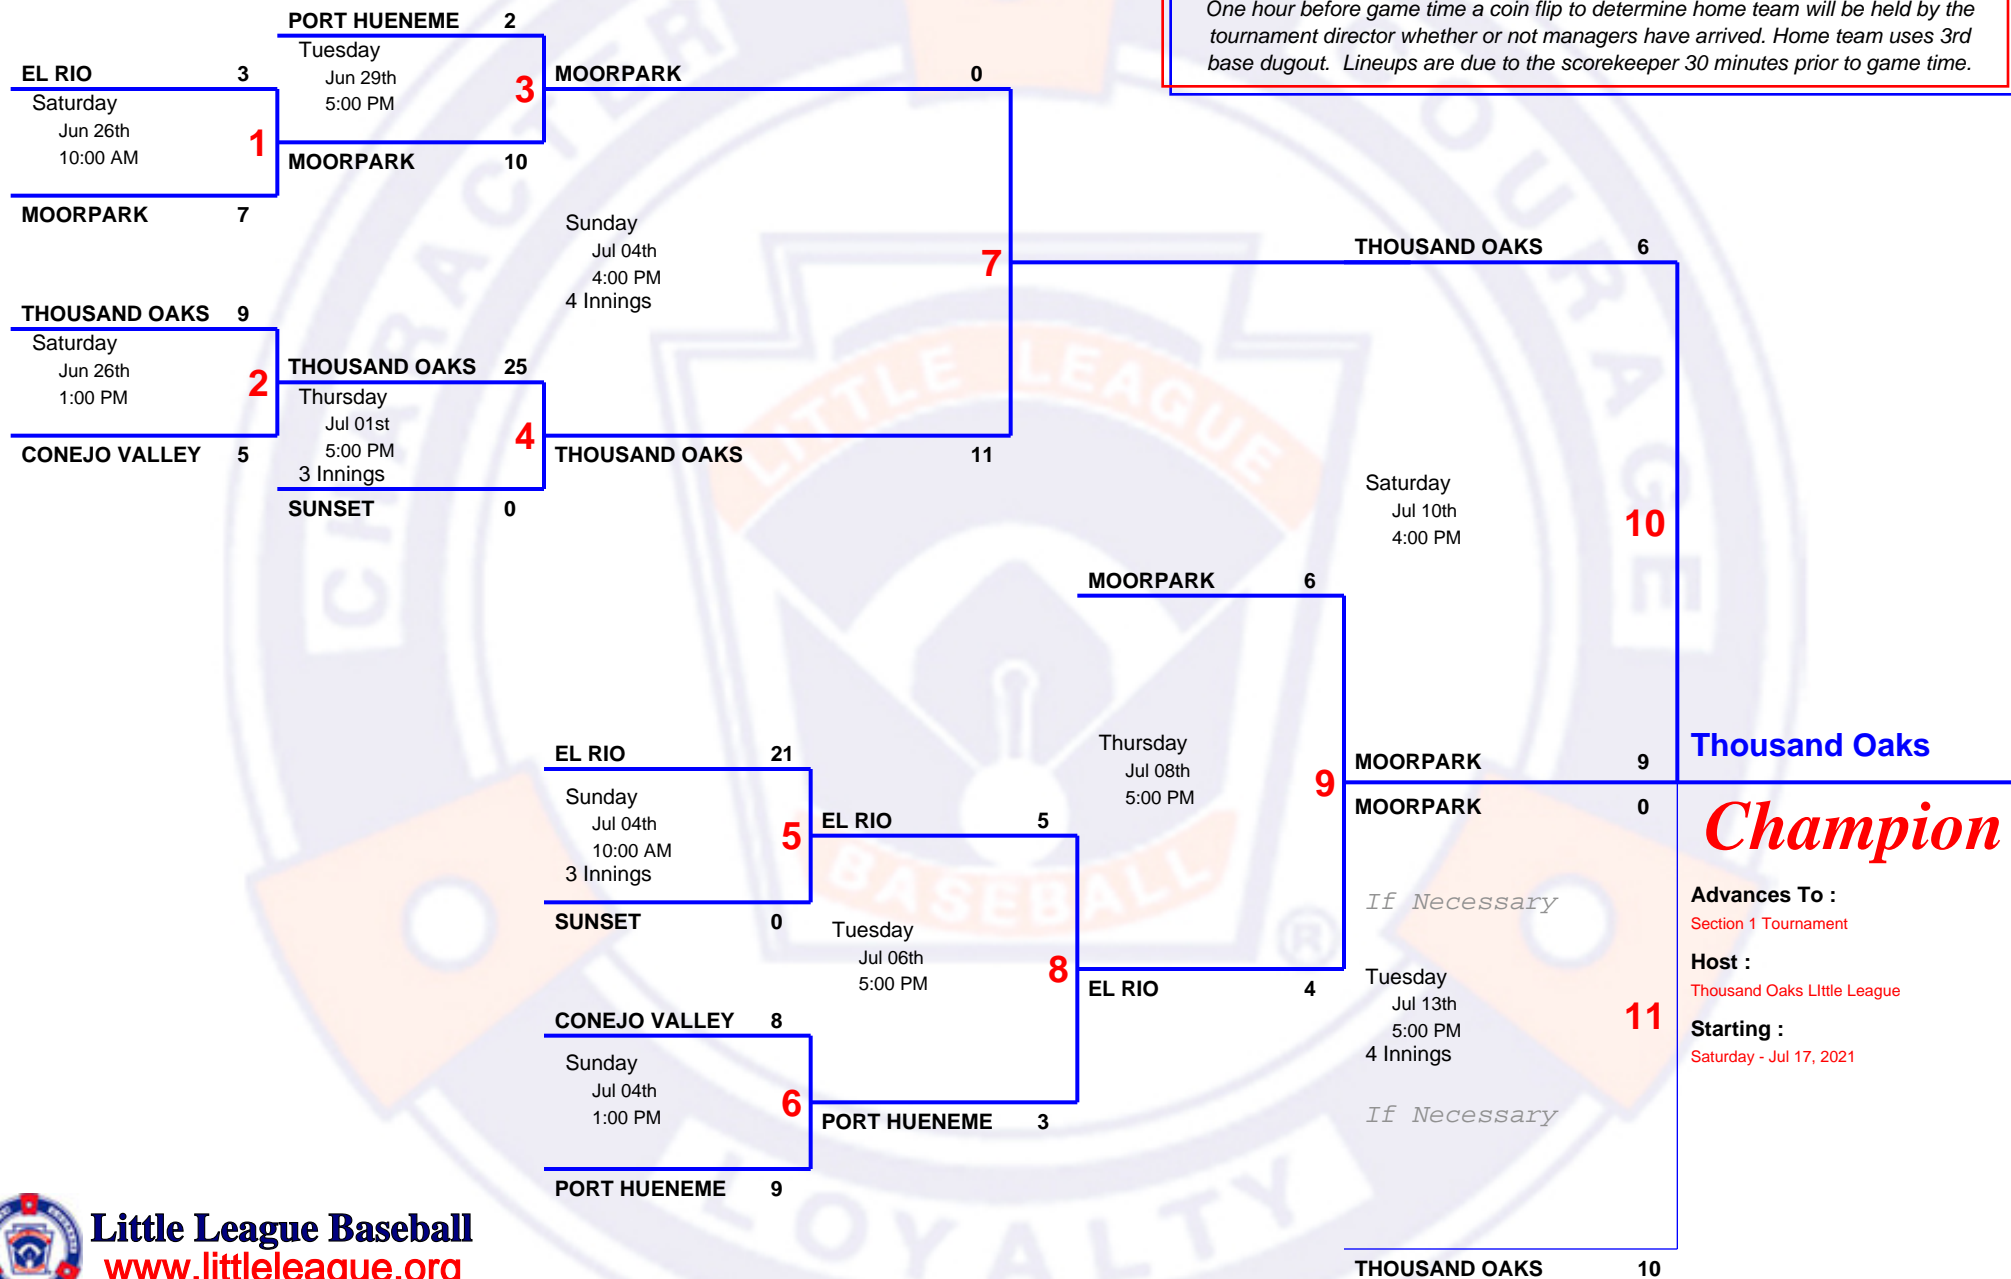 One hour before game time a coin flip to determine home team will be held by the
tournament director whether or not managers have arrived. Home team uses 3rd
base dugout.  Lineups are due to the scorekeeper 30 minutes prior to game time.
PORT HUENEME 2
Tuesday
Jun 29th
5:00 PM
3
MOORPARK 10
EL RIO 3
Saturday
Jun 26th
10:00 AM
1
MOORPARK 7
THOUSAND OAKS 9
Saturday
Jun 26th
1:00 PM
2
CONEJO VALLEY 5
THOUSAND OAKS 25
Thursday
Jul 01st
5:00 PM
3 Innings
4
SUNSET 0
MOORPARK 0
Sunday
Jul 04th
4:00 PM
4 Innings
7
THOUSAND OAKS 11
EL RIO 21
Sunday
Jul 04th
10:00 AM
3 Innings
5
SUNSET 0
CONEJO VALLEY 8
Sunday
Jul 04th
1:00 PM
6
PORT HUENEME 9
EL RIO 5
Tuesday
Jul 06th
5:00 PM
8
PORT HUENEME 3
MOORPARK 6
Thursday
Jul 08th
5:00 PM
9
EL RIO 4
THOUSAND OAKS 6
Saturday
Jul 10th
4:00 PM
10
MOORPARK 9
MOORPARK 0
If Necessary
Tuesday
Jul 13th
5:00 PM
4 Innings
11
If Necessary
THOUSAND OAKS 10
Thousand Oaks
Champion
Advances To :
Section 1 Tournament
Host :
Thousand Oaks LIttle League
Starting :
Saturday - Jul 17, 2021
CHARACTER
COURAGE
LOYALTY
LITTLE LEAGUE
BASEBALL
®
Little League Baseball
www.littleleague.org